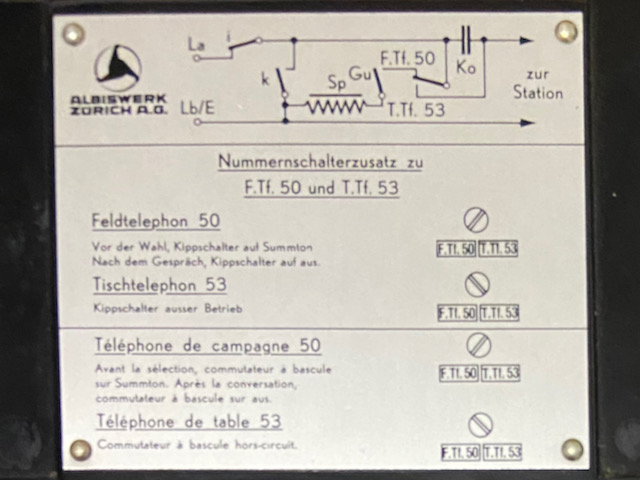 La
i
F.Tf. 50
Gu
Ko
k
Sp
zur
Station
ALBISWERK
ZÜRICH A.G.
Lb/E
T.Tf. 53
Nummernschalterzusatz zu
F.Tf. 50 und T.Tf. 53
Feldtelephon 50
Vor der Wahl, Kippschalter auf Summton
Nach dem Gespräch, Kippschalter auf aus.
F.Tf. 50 T.Tf. 53
Tischtelephon 53
Kippschalter ausser Betrieb
F.Tf. 50 T.Tf. 53
Téléphone de campagne 50
Avant la sélection, commutateur à bascule
sur Summton. Après la conversation,
commutateur à bascule sur aus.
F.Tf. 50 T.Tf. 53
Téléphone de table 53
Commutateur à bascule hors-circuit.
F.Tf. 50 T.Tf. 53